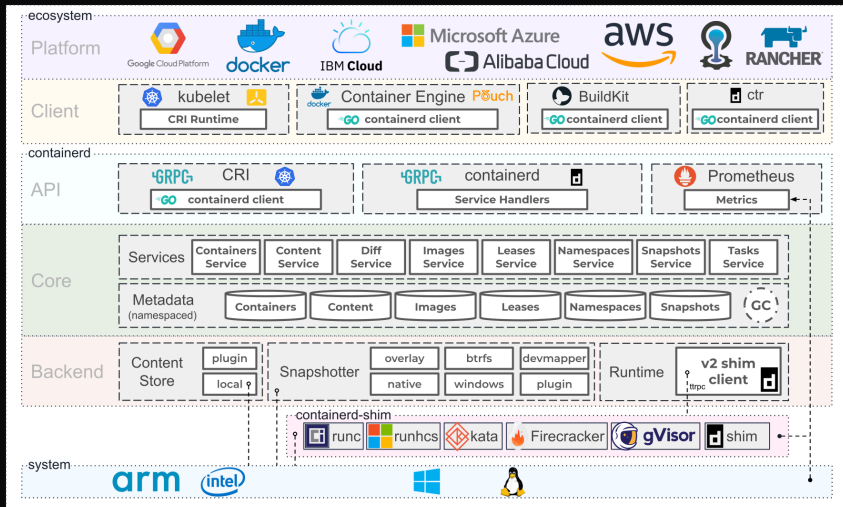 ecosystem
Platform
Google Cloud Platform
docker
IBM Cloud
Microsoft Azure
Alibaba Cloud
aws
RANCHER
Client
kubelet
CRI Runtime
docker
Container Engine
Pouch
GO containerd client
BuildKit
GO containerd client
ctr
GO containerd client
containerd
API
GRPC
CRI
GO containerd client
GRPC
containerd
Service Handlers
Prometheus
Metrics
Core
Services
Containers
Service
Content
Service
Diff
Service
Images
Service
Leases
Service
Namespaces
Service
Snapshots
Service
Tasks
Service
Metadata
(namespaced)
Containers
Content
Images
Leases
Namespaces
Snapshots
GC
Backend
Content
Store
plugin
local
Snapshotter
overlay
btrfs
devmapper
native
windows
plugin
Runtime
v2 shim
client
ttrpc
containerd-shim
runc
runhcs
kata
Firecracker
gVisor
shim
system
arm
intel